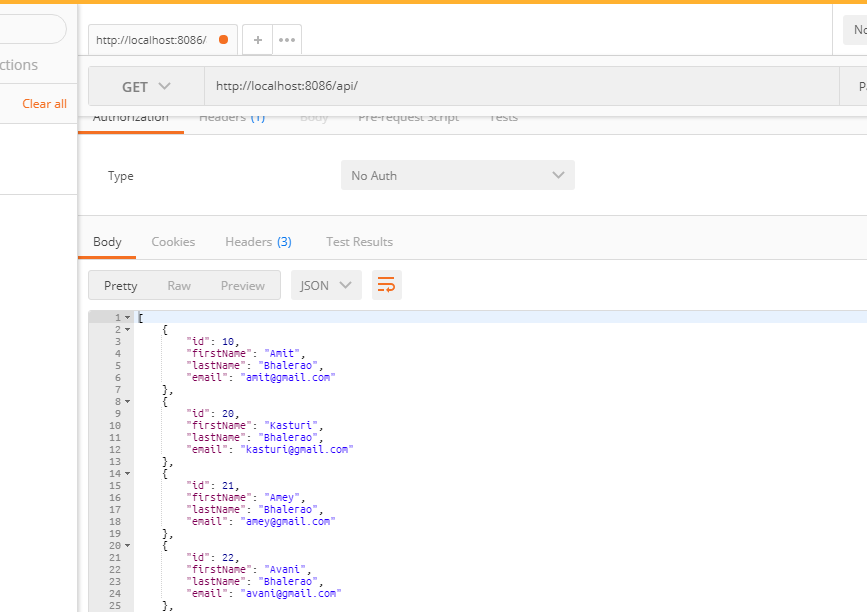 http://localhost:8086/
+
•••
No
ctions
GET
http://localhost:8086/api/
Clear all
Authorization Headers (1) Body Pre-request Script Tests
Type No Auth
Body Cookies Headers (3) Test Results
Pretty Raw Preview JSON
1 [
2 {
3 "id": 10,
4 "firstName": "Amit",
5 "lastName": "Bhalerao",
6 "email": "amit@gmail.com"
7 },
8 {
9 "id": 20,
10 "firstName": "Kasturi",
11 "lastName": "Bhalerao",
12 "email": "kasturi@gmail.com"
13 },
14 {
15 "id": 21,
16 "firstName": "Amey",
17 "lastName": "Bhalerao",
18 "email": "amey@gmail.com"
19 },
20 {
21 "id": 22,
22 "firstName": "Avani",
23 "lastName": "Bhalerao",
24 "email": "avani@gmail.com"
25 },